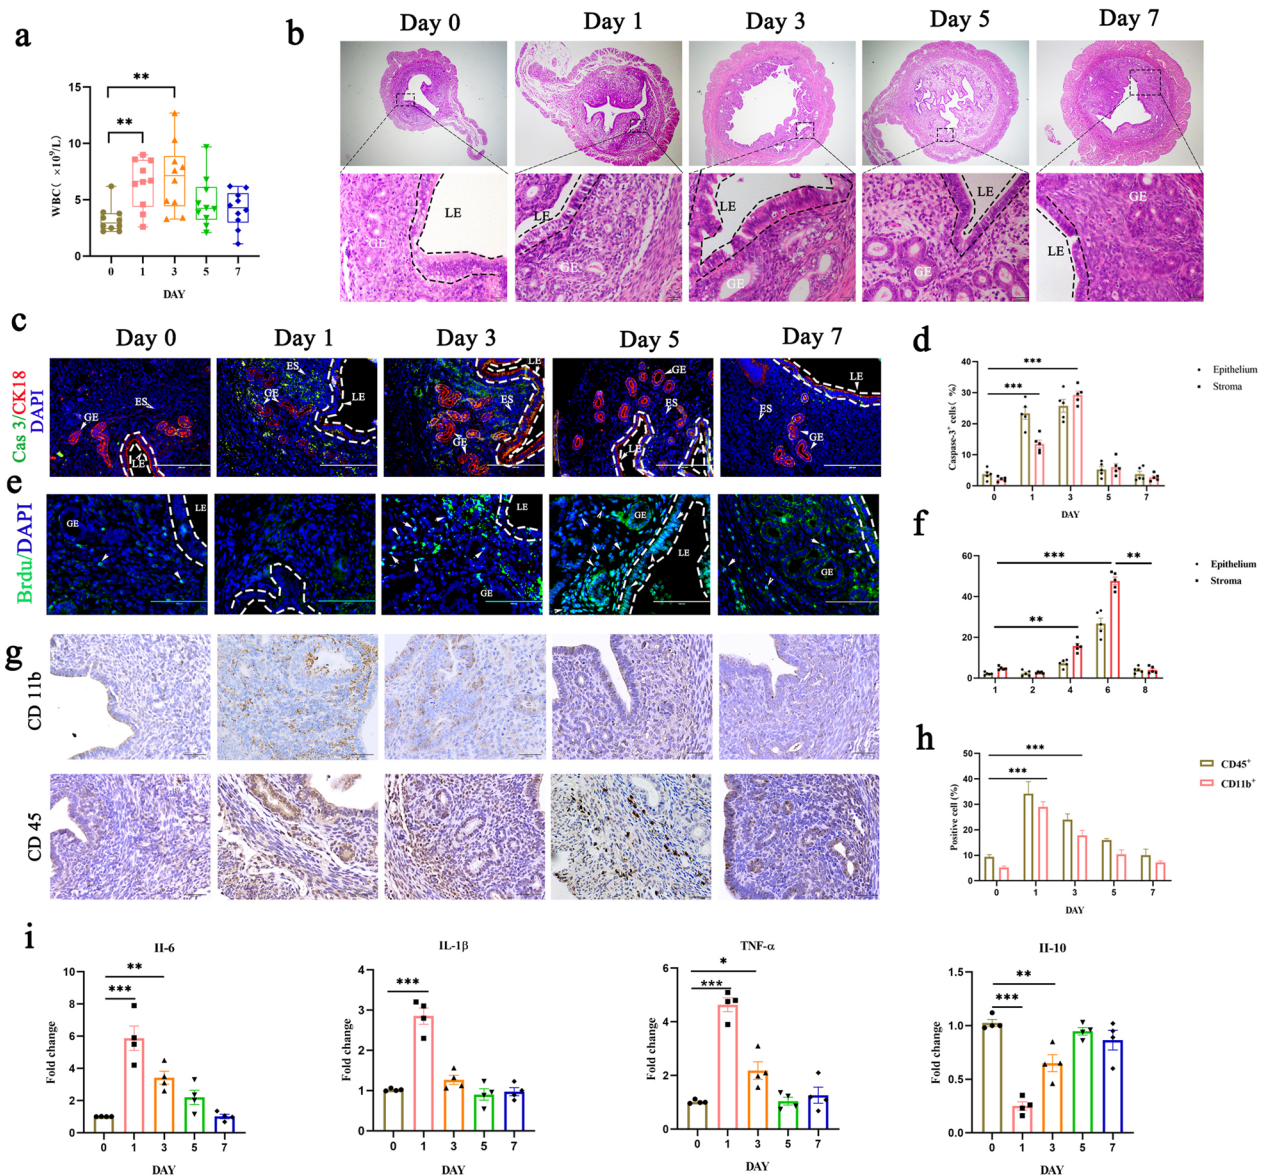 a
WBC( ×10⁹/L)
15
10
5
0
**
**
0 1 3 5 7
DAY
b
Day 0 Day 1 Day 3 Day 5 Day 7
LE
GE
LE
GE
LE
GE
GE
GE
LE
c
Day 0 Day 1 Day 3 Day 5 Day 7
Cas 3/CK18
DAPI
GE
LE
ES
GE
LE
LE
ES
GE
GE
ES
LE
LE
ES
GE
d
Caspase-3⁺ cells( %)
40
30
20
10
0
***
***
Epithelium
Stroma
0 1 3 5 7
DAY
e
Brdu/DAPI
GE
LE
LE
GE
GE
LE
GE
f
60
40
20
0
***
**
**
Epithelium
Stroma
1 2 4 6 8
g
CD 11b
CD 45
h
Positive cell (%)
50
40
30
20
10
0
***
***
CD45⁺
CD11b⁺
0 1 3 5 7
DAY
i
Il-6
Fold change
10
8
6
4
2
0
**
***
0 1 3 5 7
DAY
IL-1β
Fold change
4
3
2
1
0
***
0 1 3 5 7
DAY
TNF-α
Fold change
6
4
2
0
*
***
0 1 3 5 7
DAY
Il-10
Fold change
1.5
1.0
0.5
0.0
**
***
0 1 3 5 7
DAY